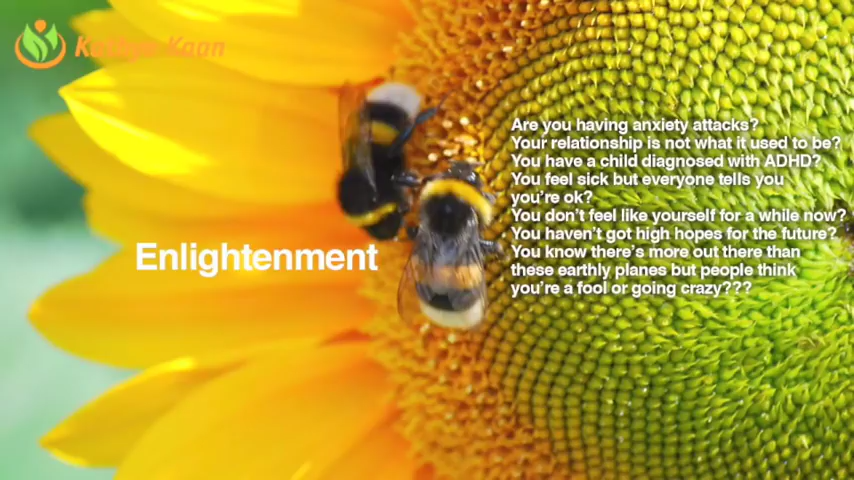 Enlightenment
Are you having anxiety attacks?
Your relationship is not what it used to be?
You have a child diagnosed with ADHD?
You feel sick but everyone tells you
you're ok?
You don't feel like yourself for a while now?
You haven't got high hopes for the future?
You know there's more out there than
these earthly planes but people think
you're a fool or going crazy???